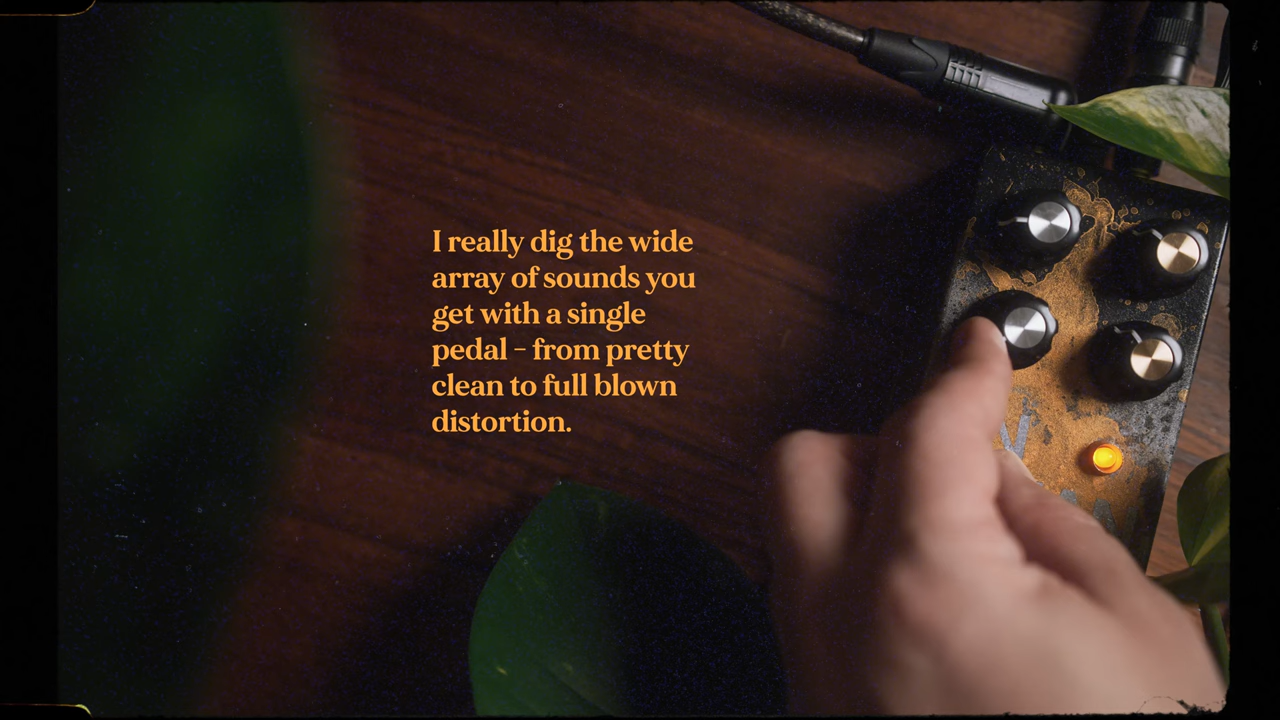 I really dig the wide
array of sounds you
get with a single
pedal – from pretty
clean to full blown
distortion.